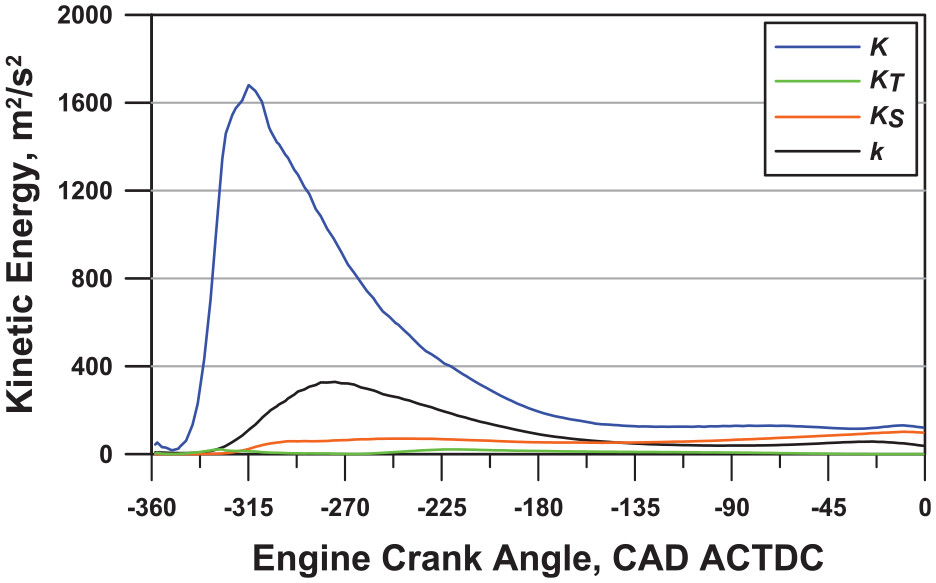 Kinetic Energy, m²/s²
2000
1600
1200
800
400
0
K
K_T
K_S
k
-360 -315 -270 -225 -180 -135 -90 -45 0
Engine Crank Angle, CAD ACTDC